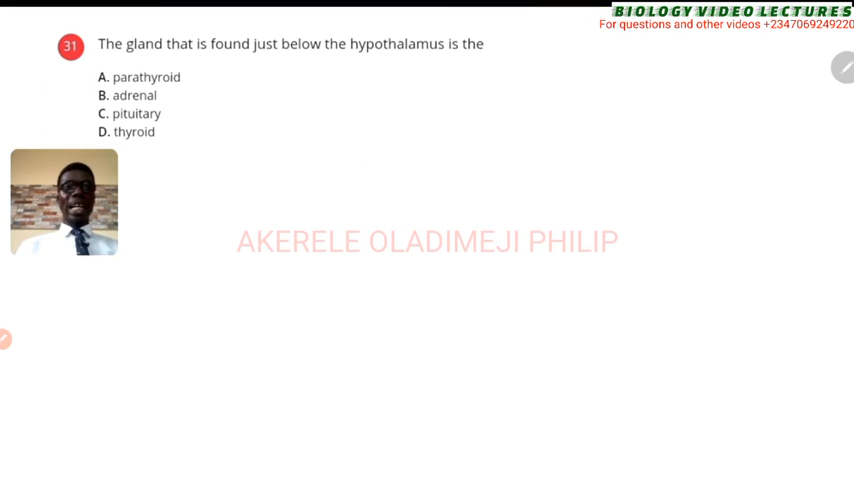 BIOLOGY VIDEO LECTURES
For questions and other videos +2347069249220
31 The gland that is found just below the hypothalamus is the
A. parathyroid
B. adrenal
C. pituitary
D. thyroid
AKERELE OLADIMEJI PHILIP